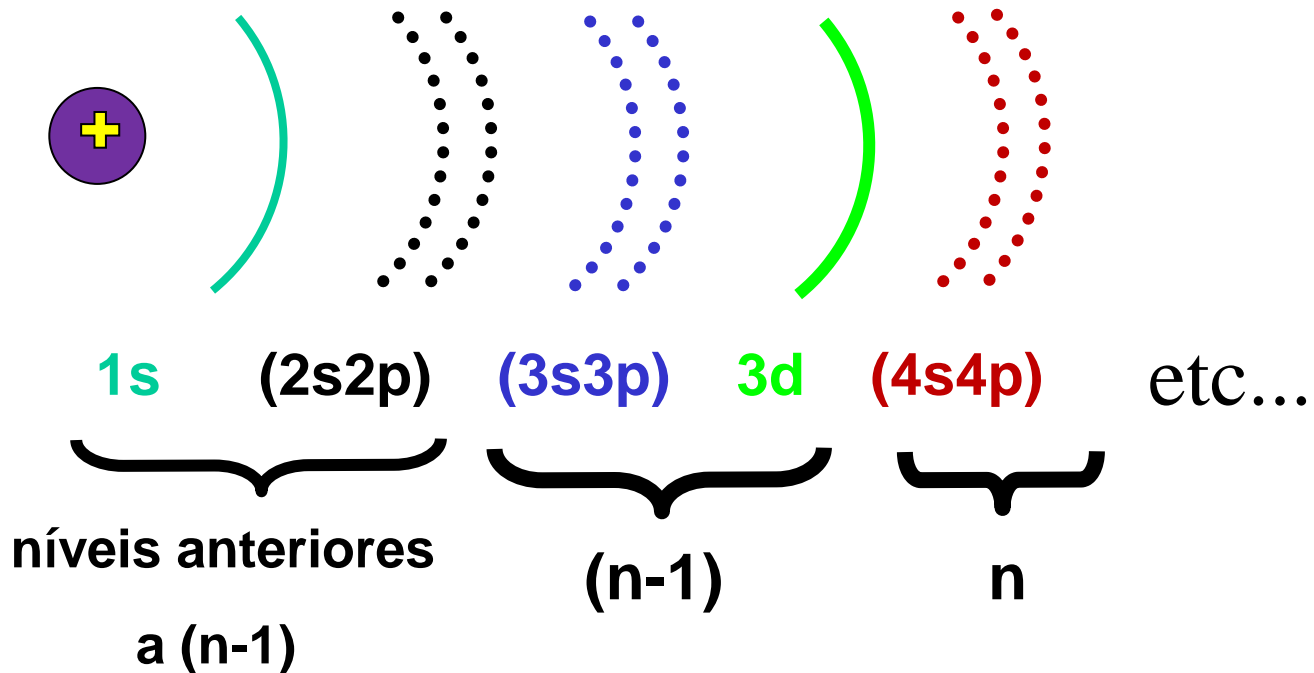 +
1s (2s2p) (3s3p) 3d (4s4p) etc...
níveis anteriores
a (n-1)
(n-1)
n